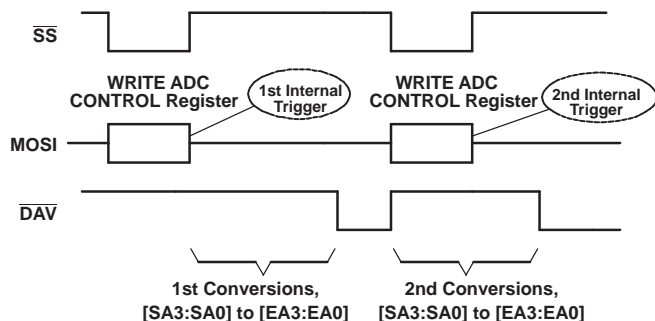 SS
WRITE ADC
CONTROL Register
1st Internal
Trigger
WRITE ADC
CONTROL Register
2nd Internal
Trigger
MOSI
DAV
1st Conversions,
[SA3:SA0] to [EA3:EA0]
2nd Conversions,
[SA3:SA0] to [EA3:EA0]